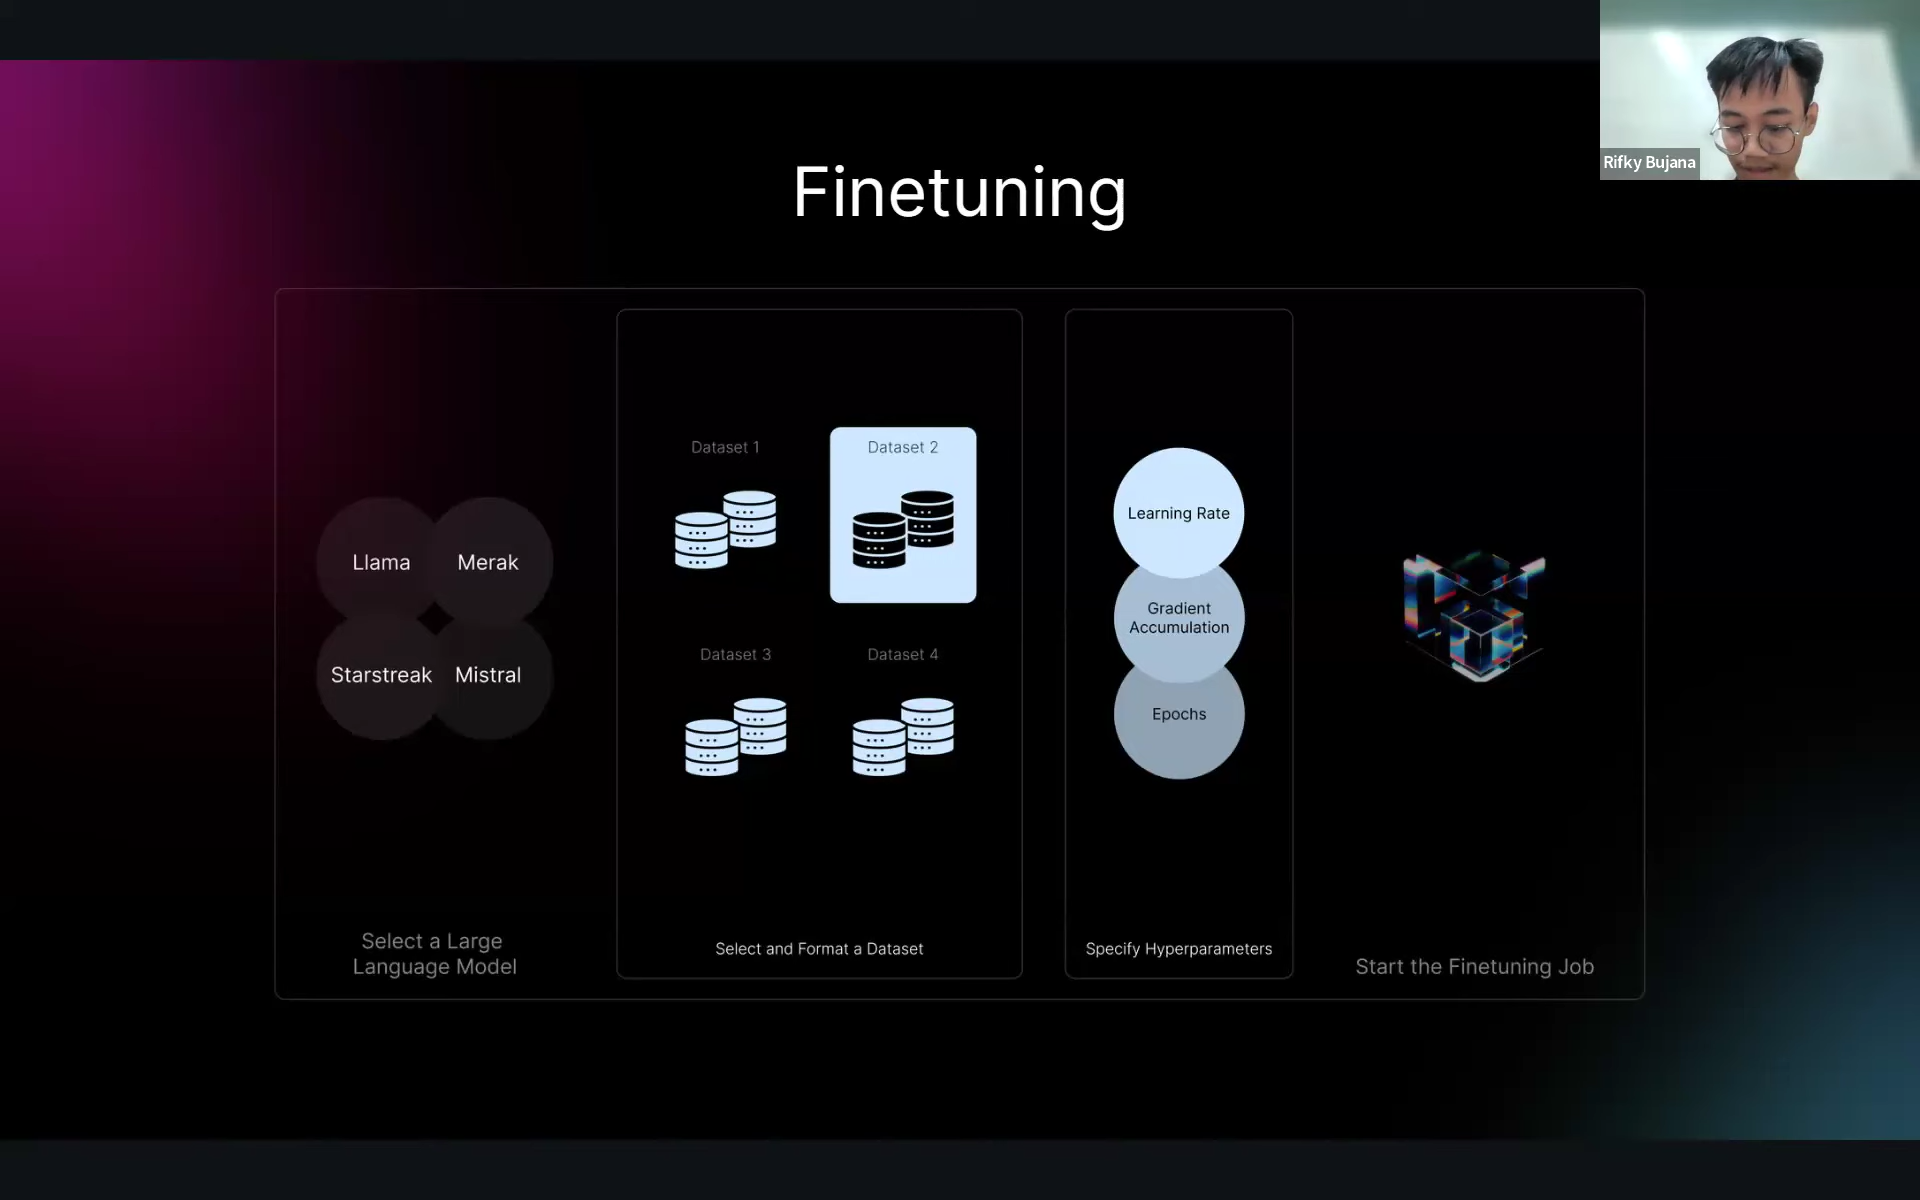 Rifky Bujana
Finetuning
Llama
Merak
Starstreak
Mistral
Select a Large
Language Model
Dataset 1
Dataset 2
Dataset 3
Dataset 4
Select and Format a Dataset
Learning Rate
Gradient
Accumulation
Epochs
Specify Hyperparameters
Start the Finetuning Job